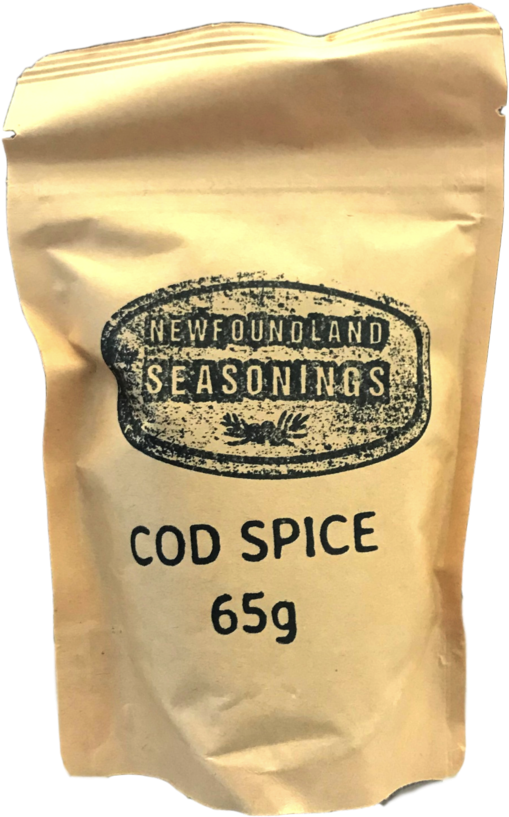 NEWFOUNDLAND
SEASONINGS
COD SPICE
65g